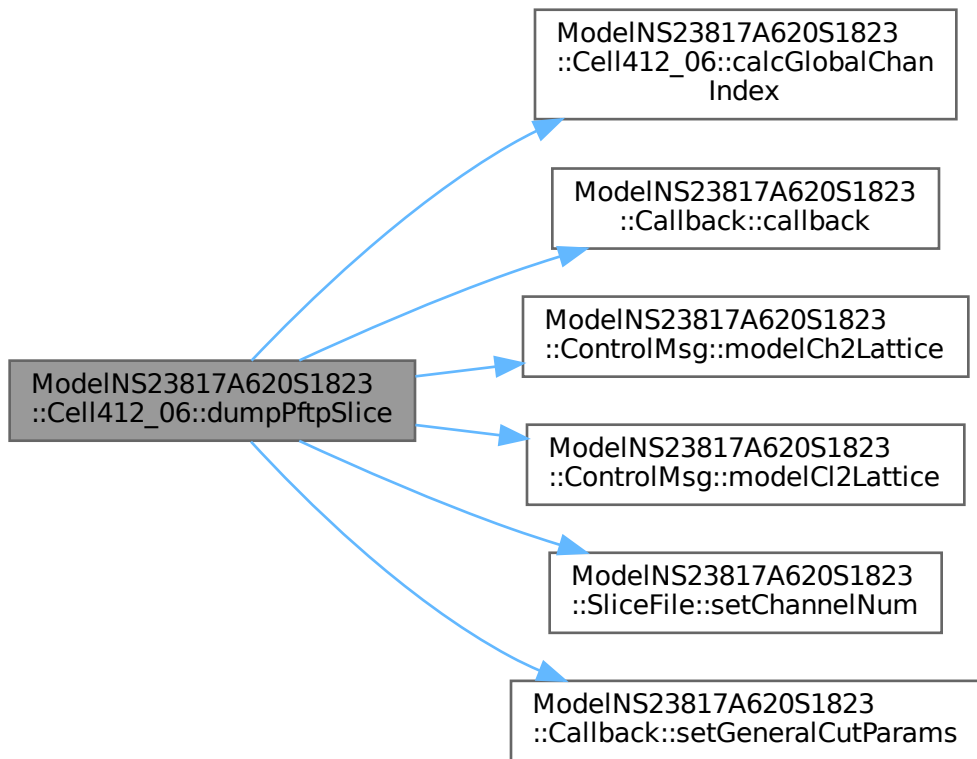 ModelNS23817A620S1823
::Cell412_06::calcGlobalChan
Index
ModelNS23817A620S1823
::Callback::callback
ModelNS23817A620S1823
::ControlMsg::modelCh2Lattice
ModelNS23817A620S1823
::Cell412_06::dumpPftpSlice
ModelNS23817A620S1823
::ControlMsg::modelCl2Lattice
ModelNS23817A620S1823
::SliceFile::setChannelNum
ModelNS23817A620S1823
::Callback::setGeneralCutParams